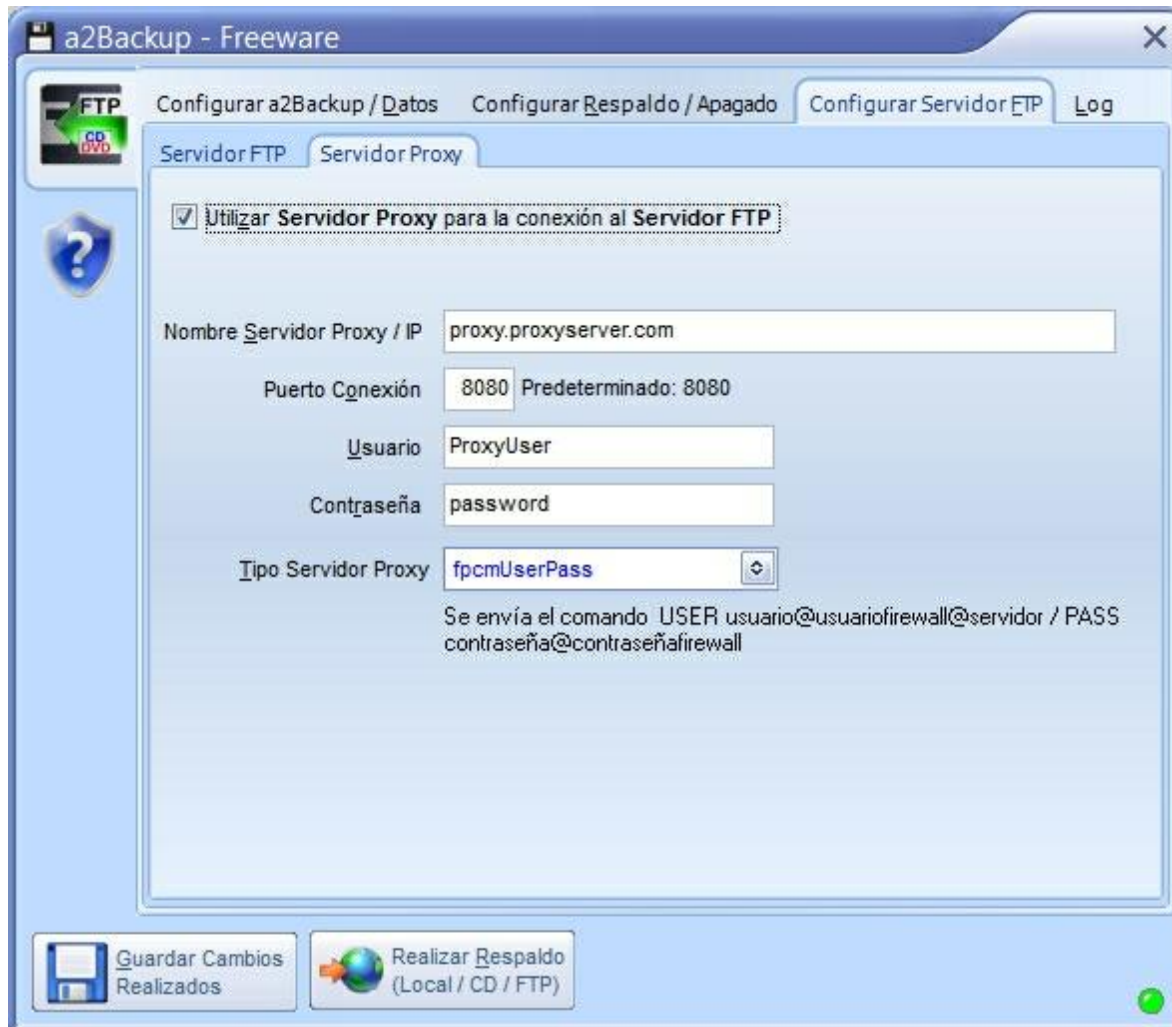 a2Backup - Freeware
FTP
CD
DVD
Configurar a2Backup / Datos Configurar Respaldo / Apagado Configurar Servidor FTP Log
Servidor FTP Servidor Proxy
Utilizar Servidor Proxy para la conexión al Servidor FTP
?
Nombre Servidor Proxy / IP proxy.proxyserver.com
Puerto Conexión 8080 Predeterminado: 8080
Usuario ProxyUser
Contraseña password
Tipo Servidor Proxy fpcmUserPass
Se envía el comando USER usuario@usuariofirewall@servidor / PASS
contraseña@contraseñafirewall
Guardar Cambios
Realizados
Realizar Respaldo
(Local / CD / FTP)